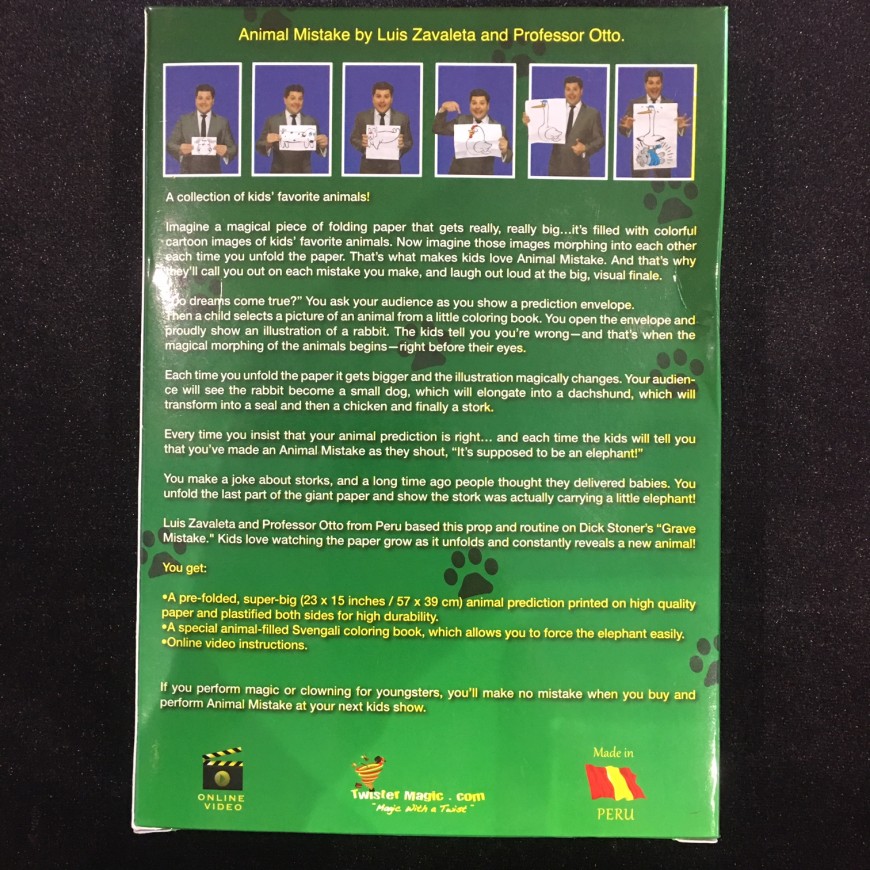 Animal Mistake by Luis Zavaleta and Professor Otto.
A collection of kids’ favorite animals!
Imagine a magical piece of folding paper that gets really, really big...it’s filled with colorful
cartoon images of kids’ favorite animals. Now imagine those images morphing into each other
each time you unfold the paper. That’s what makes kids love Animal Mistake. And that’s why
they’ll call you out on each mistake you make, and laugh out loud at the big, visual finale.
“Do dreams come true?” You ask your audience as you show a prediction envelope.
Then a child selects a picture of an animal from a little coloring book. You open the envelope and
proudly show an illustration of a rabbit. The kids tell you you’re wrong—and that’s when the
magical morphing of the animals begins—right before their eyes.
Each time you unfold the paper it gets bigger and the illustration magically changes. Your audien-
ce will see the rabbit become a small dog, which will elongate into a dachshund, which will
transform into a seal and then a chicken and finally a stork.
Every time you insist that your animal prediction is right... and each time the kids will tell you
that you’ve made an Animal Mistake as they shout, “It’s supposed to be an elephant!”
You make a joke about storks, and a long time ago people thought they delivered babies. You
unfold the last part of the giant paper and show the stork was actually carrying a little elephant!
Luis Zavaleta and Professor Otto from Peru based this prop and routine on Dick Stoner’s “Grave
Mistake." Kids love watching the paper grow as it unfolds and constantly reveals a new animal!
You get:
•A pre-folded, super-big (23 x 15 inches / 57 x 39 cm) animal prediction printed on high quality
paper and plastified both sides for high durability.
•A special animal-filled Svengali coloring book, which allows you to force the elephant easily.
•Online video instructions.
If you perform magic or clowning for youngsters, you’ll make no mistake when you buy and
perform Animal Mistake at your next kids show.
ONLINE
VIDEO
Twister Magic . com
"Magic With a Twist"
Made in
PERU